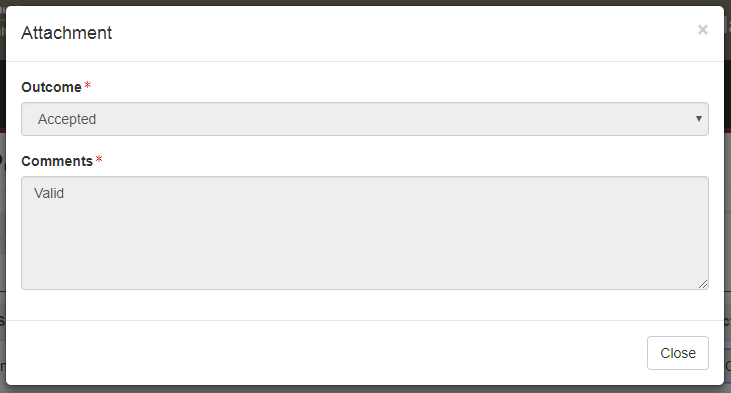 Attachment
×
Outcome *
Accepted
Comments *
Valid
Close